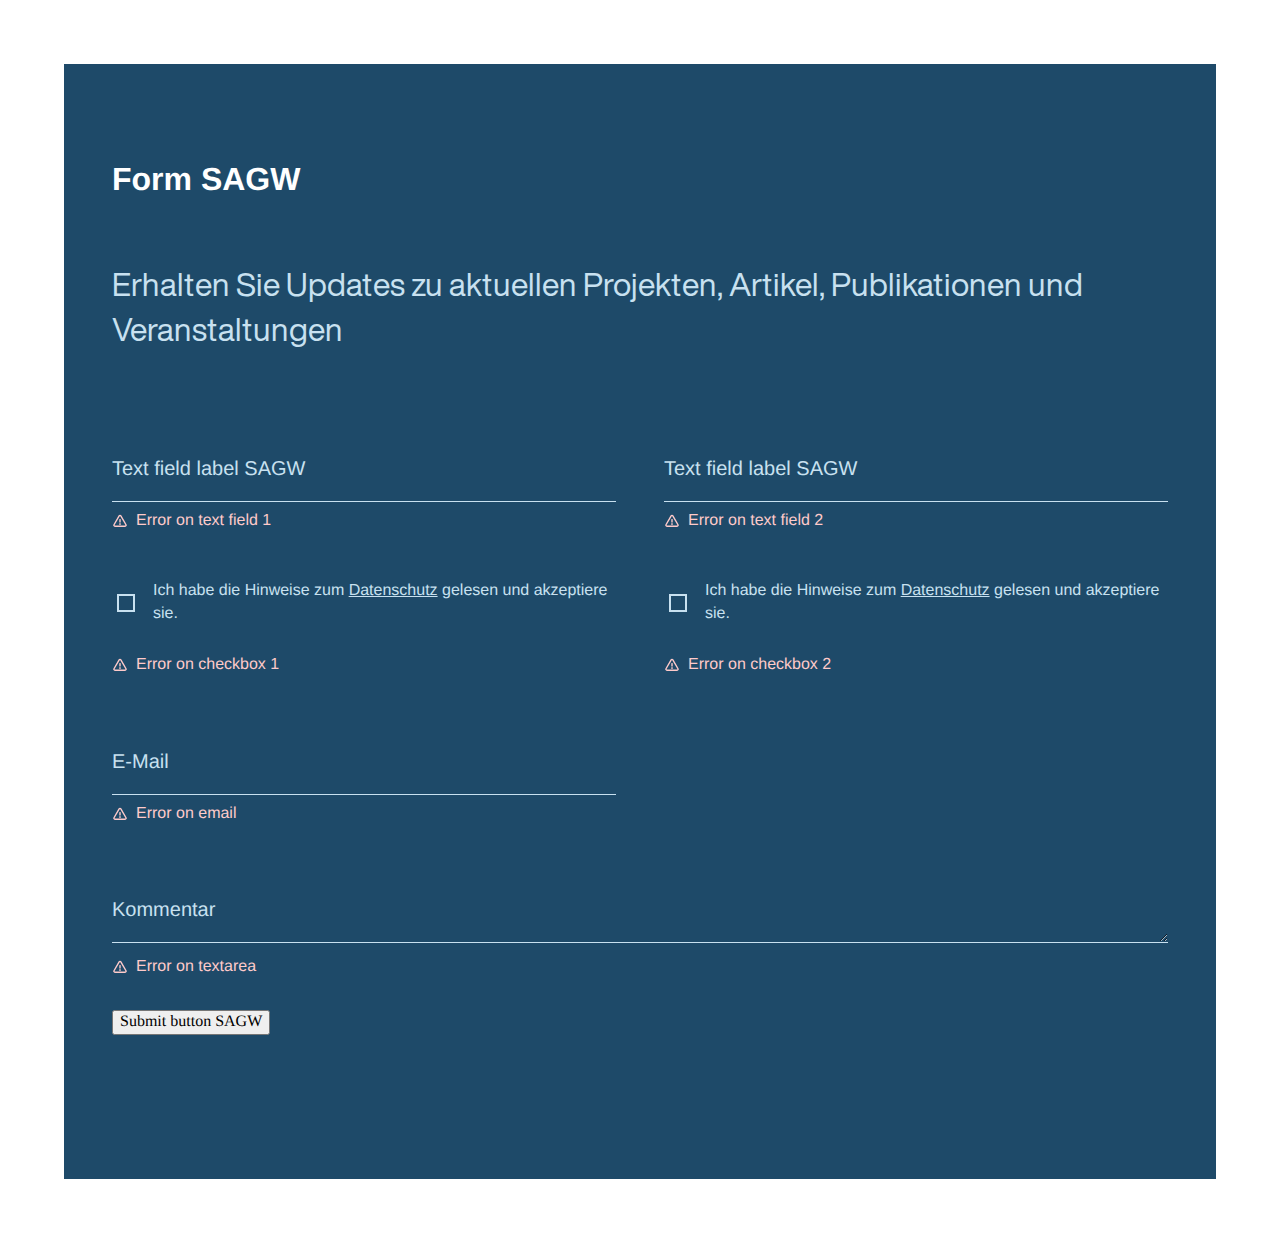 Form SAGW
Erhalten Sie Updates zu aktuellen Projekten, Artikel, Publikationen und
Veranstaltungen
Text field label SAGW
Error on text field 1
Text field label SAGW
Error on text field 2
Ich habe die Hinweise zum Datenschutz gelesen und akzeptiere
sie.
Error on checkbox 1
Ich habe die Hinweise zum Datenschutz gelesen und akzeptiere
sie.
Error on checkbox 2
E-Mail
Error on email
Kommentar
Error on textarea
Submit button SAGW